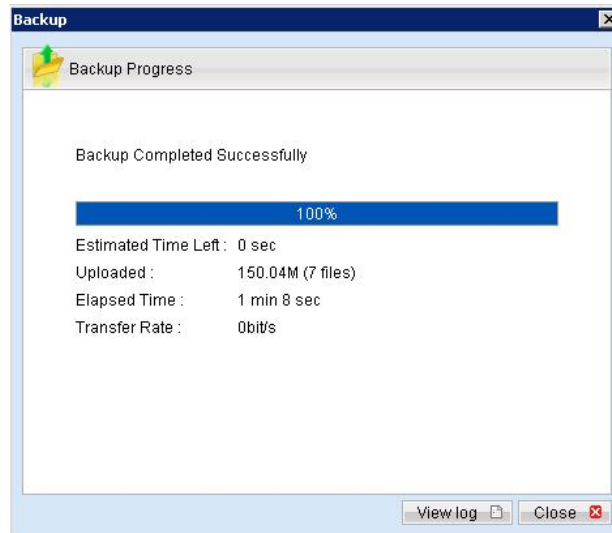 Backup
Backup Progress
Backup Completed Successfully
100%
Estimated Time Left : 0 sec
Uploaded : 150.04M (7 files)
Elapsed Time : 1 min 8 sec
Transfer Rate : 0bit/s
View log Close